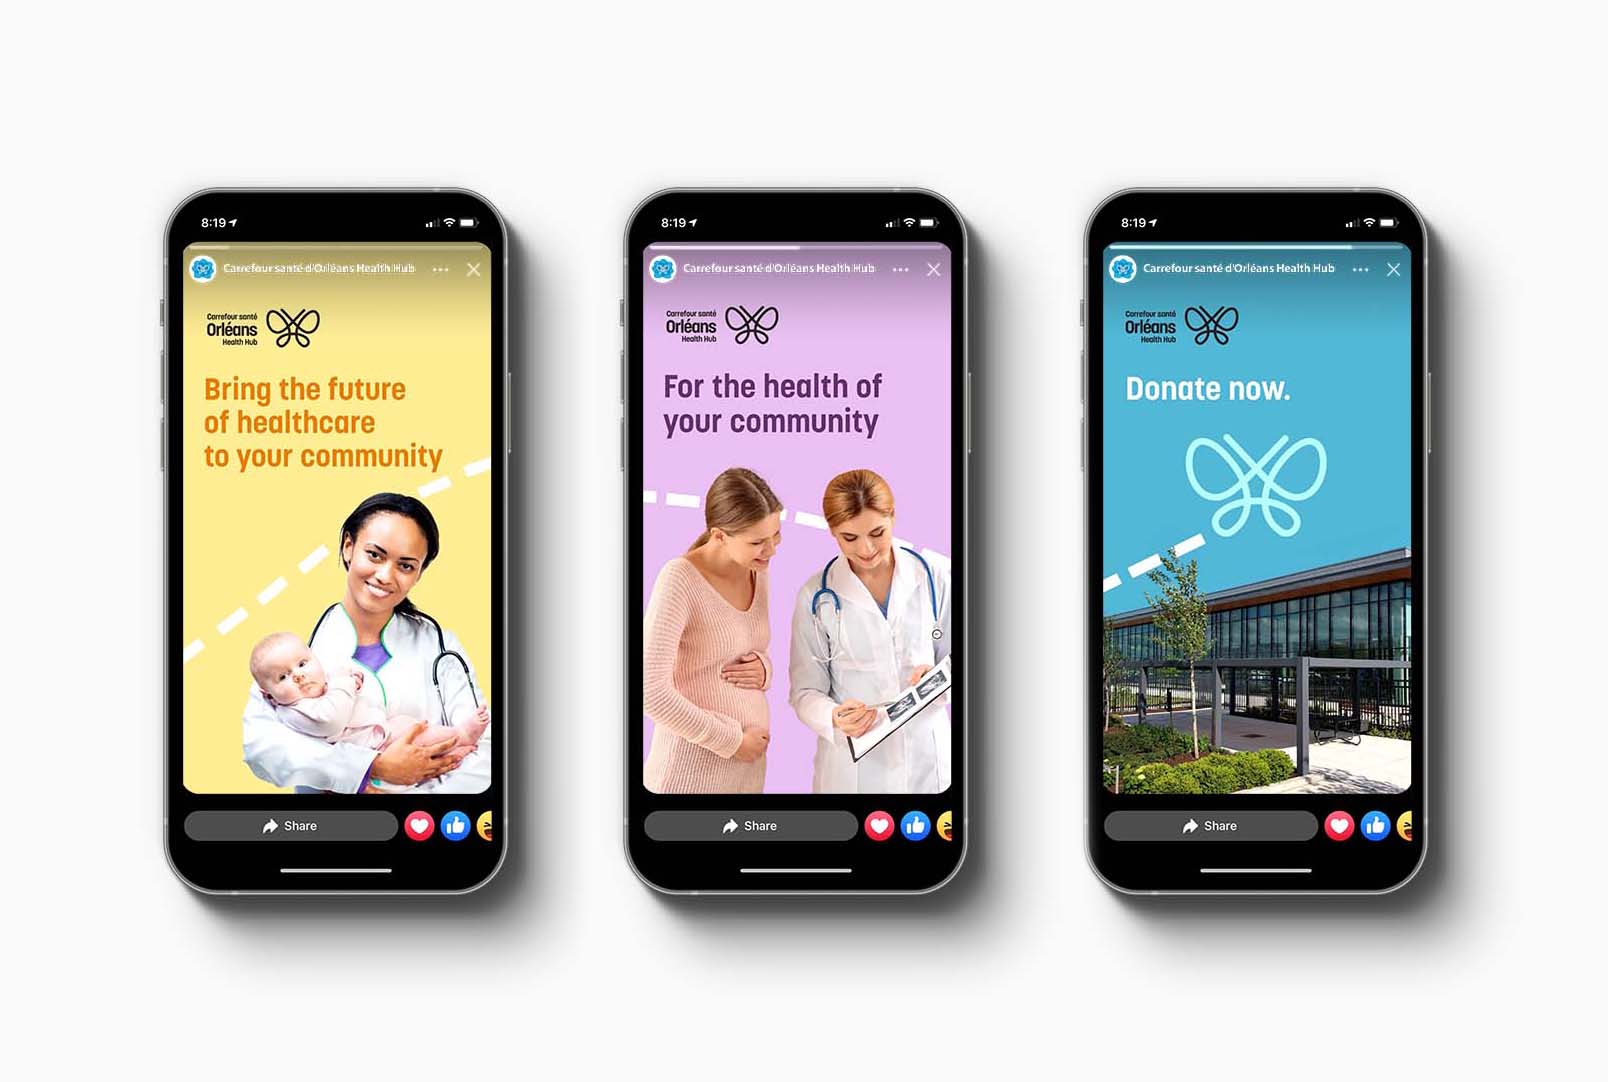 8:19
Carrefour santé d'Orléans Health Hub
Carrefour santé
Orléans
Health Hub
Bring the future
of healthcare
to your community
Share
8:19
Carrefour santé d'Orléans Health Hub
Carrefour santé
Orléans
Health Hub
For the health of
your community
Share
8:19
Carrefour santé d'Orléans Health Hub
Carrefour santé
Orléans
Health Hub
Donate now.
Share